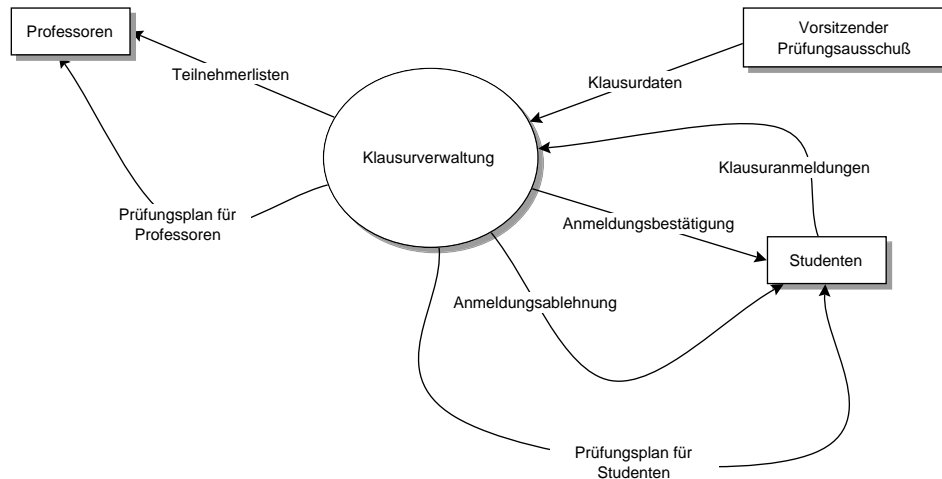 Professoren
Vorsitzender
Prüfungsausschuß
Teilnehmerlisten
Klausurdaten
Klausurverwaltung
Klausuranmeldungen
Prüfungsplan für
Professoren
Anmeldungsbestätigung
Studenten
Anmeldungsablehnung
Prüfungsplan für
Studenten